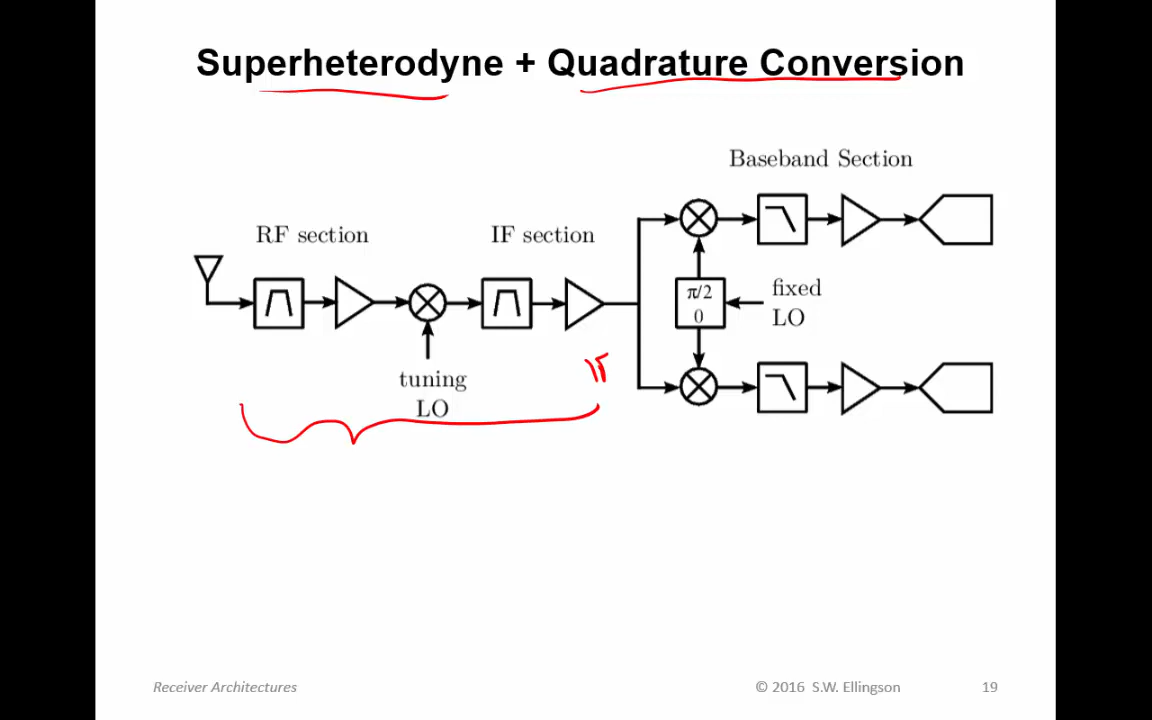 Superheterodyne + Quadrature Conversion
Baseband Section
RF section
IF section
π/2
0
fixed
LO
tuning
LO
Receiver Architectures
© 2016 S.W. Ellingson
19